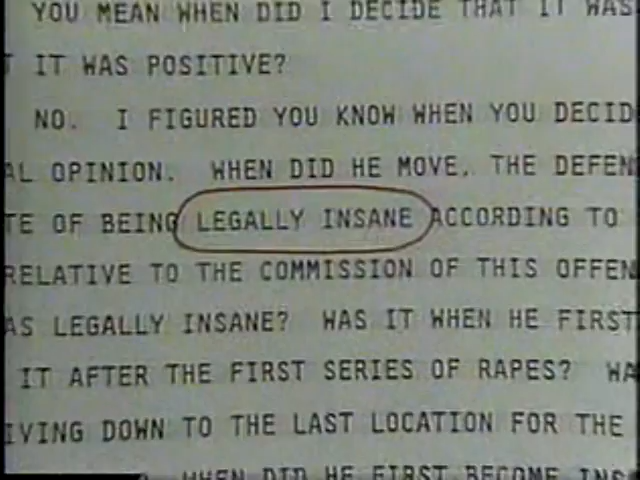 YOU MEAN WHEN DID I DECIDE THAT IT WAS
T IT WAS POSITIVE?
NO. I FIGURED YOU KNOW WHEN YOU DECID
AL OPINION. WHEN DID HE MOVE, THE DEFEN
TE OF BEING LEGALLY INSANE ACCORDING TO
RELATIVE TO THE COMMISSION OF THIS OFFEN
AS LEGALLY INSANE? WAS IT WHEN HE FIRST
IT AFTER THE FIRST SERIES OF RAPES? WA
IVING DOWN TO THE LAST LOCATION FOR THE
WHEN DID HE FIRST BECOME INS